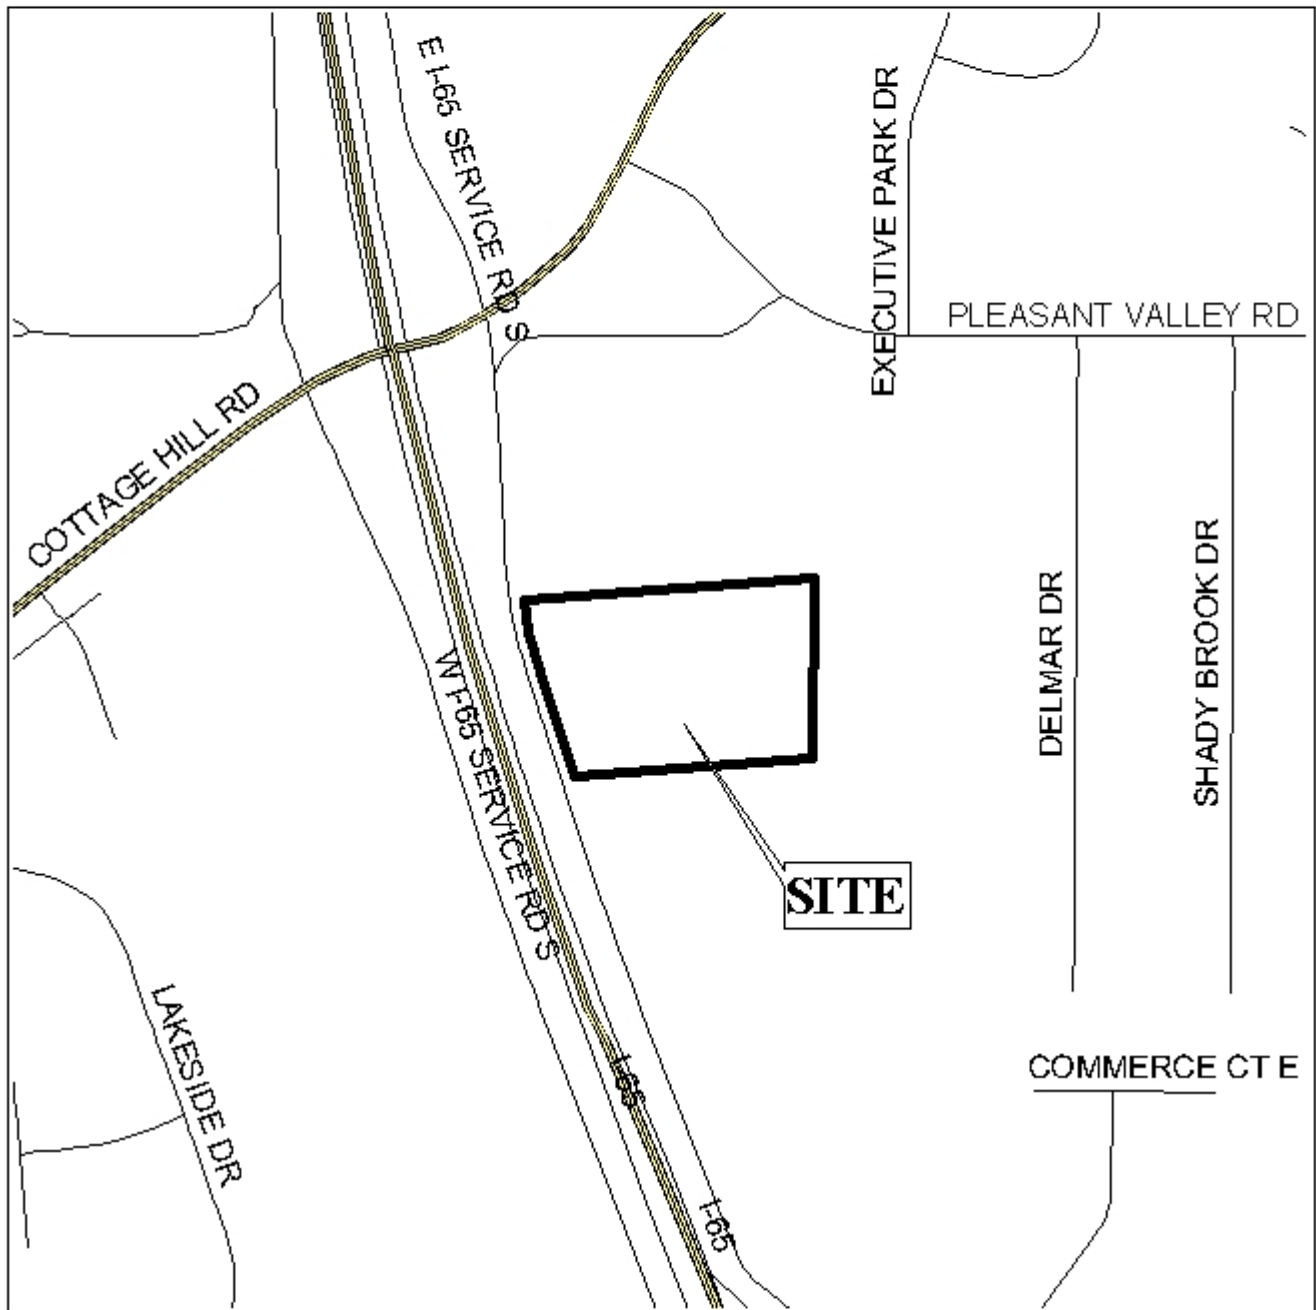 E I-65 SERVICE RD S
EXECUTIVE PARK DR
PLEASANT VALLEY RD
COTTAGE HILL RD
DELMAR DR
SHADY BROOK DR
W I-65 SERVICE RD S
SITE
LAKESIDE DR
I-65
COMMERCE CT E
I-65